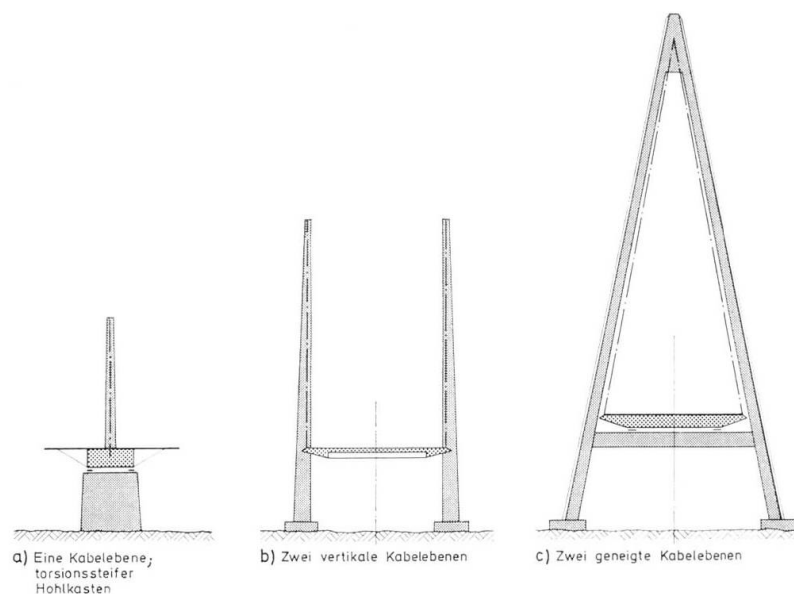 a) Eine Kabelebene;
torsionssteifer
Hohlkasten
b) Zwei vertikale Kabelebenen
c) Zwei geneigte Kabelebenen